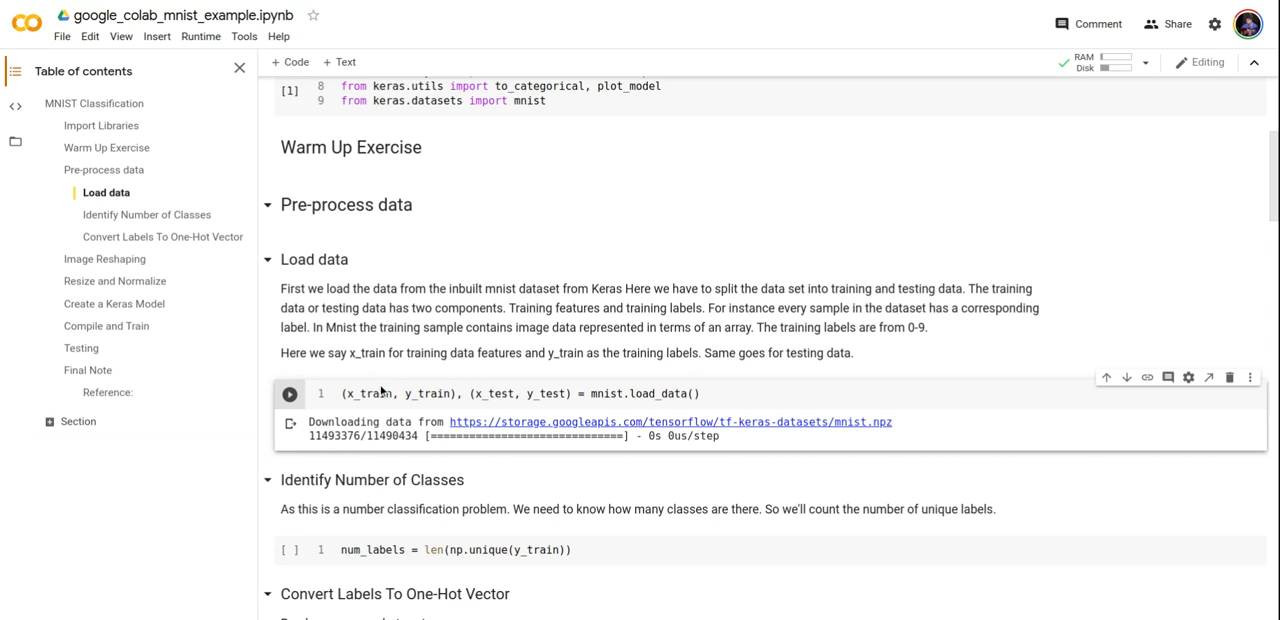 google_colab_mnist_example.ipynb
File Edit View Insert Runtime Tools Help
Comment Share
Table of contents
MNIST Classification
Import Libraries
Warm Up Exercise
Pre-process data
Load data
Identify Number of Classes
Convert Labels To One-Hot Vector
Image Reshaping
Resize and Normalize
Create a Keras Model
Compile and Train
Testing
Final Note
Reference:
Section
+ Code + Text
RAM
Disk
Editing
[1] 8 from keras.utils import to_categorical, plot_model
9 from keras.datasets import mnist
Warm Up Exercise
Pre-process data
Load data
First we load the data from the inbuilt mnist dataset from Keras Here we have to split the data set into training and testing data. The training
data or testing data has two components. Training features and training labels. For instance every sample in the dataset has a corresponding
label. In Mnist the training sample contains image data represented in terms of an array. The training labels are from 0-9.
Here we say x_train for training data features and y_train as the training labels. Same goes for testing data.
1 (x_train, y_train), (x_test, y_test) = mnist.load_data()
Downloading data from https://storage.googleapis.com/tensorflow/tf-keras-datasets/mnist.npz
11493376/11490434 [==============================] - 0s 0us/step
Identify Number of Classes
As this is a number classification problem. We need to know how many classes are there. So we'll count the number of unique labels.
[ ] 1 num_labels = len(np.unique(y_train))
Convert Labels To One-Hot Vector